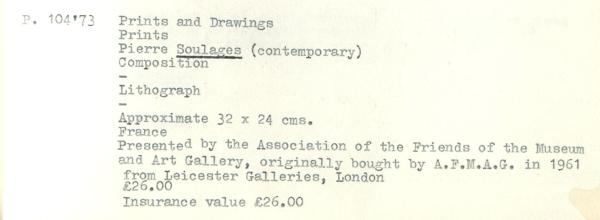 P. 104'73 Prints and Drawings
Prints
Pierre Soulages (contemporary)
Composition
-
Lithograph
-
Approximate 32 x 24 cms.
France
Presented by the Association of the Friends of the Museum
and Art Gallery, originally bought by A.F.M.A.G. in 1961
from Leicester Galleries, London
£26.00
Insurance value £26.00